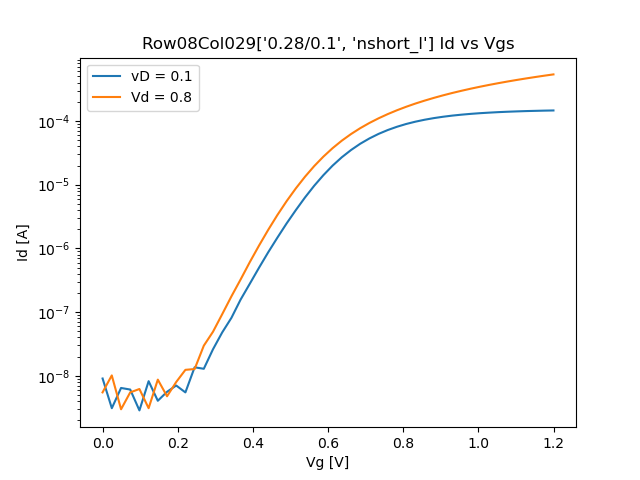 Row08Col029['0.28/0.1', 'nshort_l'] Id vs Vgs
vD = 0.1
Vd = 0.8
Id [A]
10⁻⁴
10⁻⁵
10⁻⁶
10⁻⁷
10⁻⁸
0.0 0.2 0.4 0.6 0.8 1.0 1.2
Vg [V]